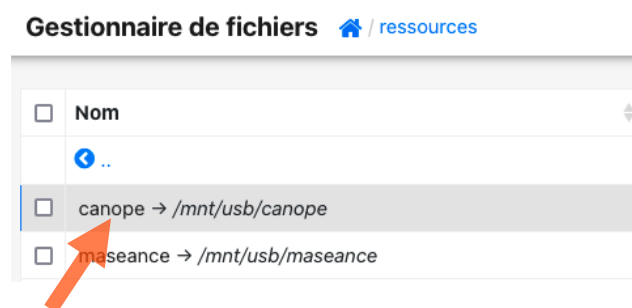 Gestionnaire de fichiers / ressources
Nom
..
canope → /mnt/usb/canope
maseance → /mnt/usb/maseance